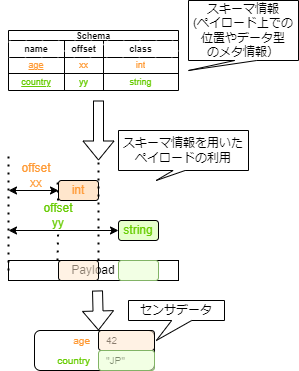 Schema
name offset class
age xx int
country yy string
スキーマ情報
(ペイロード上での
位置やデータ型
のメタ情報)
スキーマ情報を用いた
ペイロードの利用
offset
xx
int
offset
yy
string
Payload
センサデータ
age 42
country "JP"